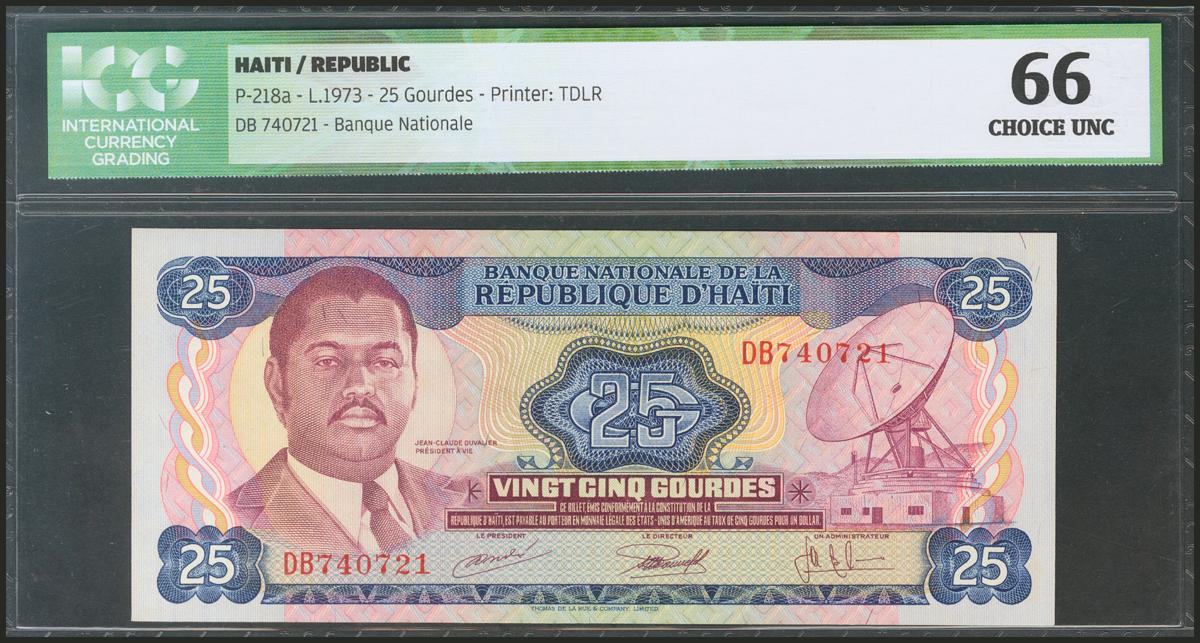 ICG
INTERNATIONAL
CURRENCY
GRADING
HAITI / REPUBLIC
P-218a - L.1973 - 25 Gourdes - Printer: TDLR
DB 740721 - Banque Nationale
66
CHOICE UNC
BANQUE NATIONALE DE LA
RÉPUBLIQUE D'HAÏTI
25
25
DB740721
25 G
JEAN-CLAUDE DUVALIER
PRÉSIDENT À VIE
VINGT CINQ GOURDES
CE BILLET, ÉMIS CONFORMÉMENT À LA CONSTITUTION DE LA
RÉPUBLIQUE D'HAÏTI, EST PAYABLE AU PORTEUR EN MONNAIE LÉGALE DES ETATS-UNIS D'AMÉRIQUE AU TAUX DE CINQ GOURDES POUR UN DOLLAR.
LE PRÉSIDENT
LE DIRECTEUR
UN ADMINISTRATEUR
25
DB740721
25
THOMAS DE LA RUE & COMPANY, LIMITED